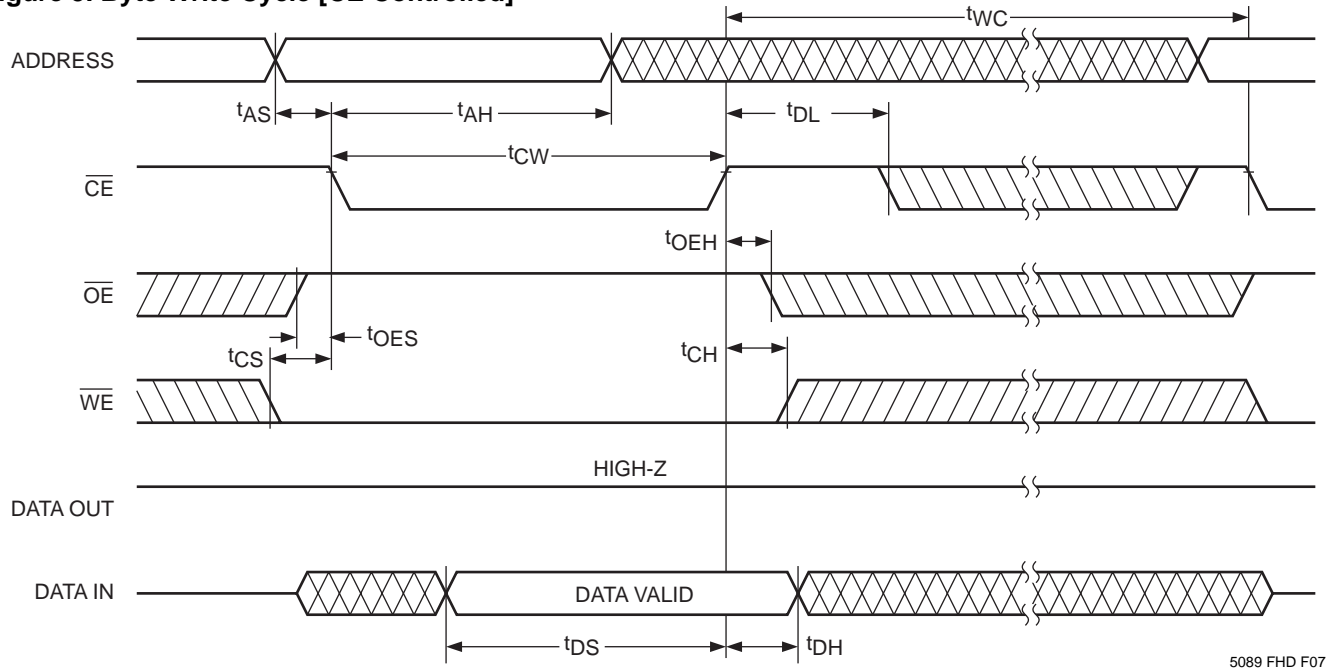 Byte Write Cycle [CE Controlled]
tWC
ADDRESS
tAS
tAH
tDL
tCW
CE
tOEH
OE
tOES
tCS
tCH
WE
HIGH-Z
DATA OUT
DATA IN
DATA VALID
tDS
tDH
5089 FHD F07